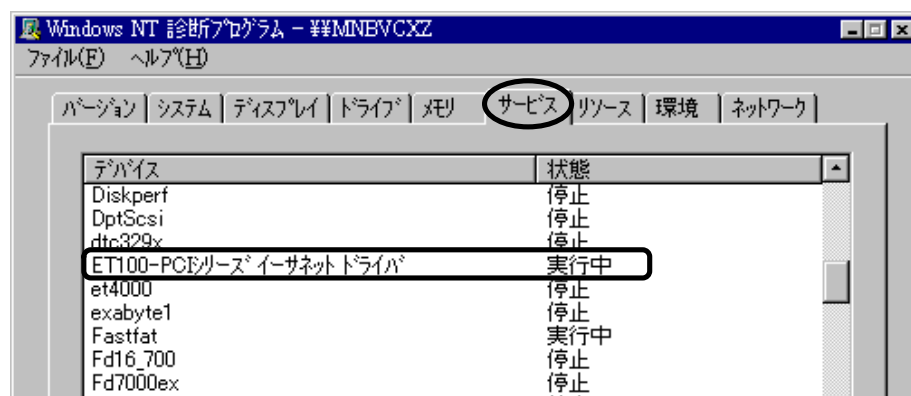 Windows NT 診断プログラム - ¥¥MNBVCXZ
ファイル(F) ヘルプ(H)
バージョン システム ディスプレイ ドライブ メモリ サービス リソース 環境 ネットワーク
デバイス 状態
Diskperf 停止
DptScsi 停止
dtc329x 停止
ET100-PCIシリーズ イーサネット ドライバ 実行中
et4000 停止
exabyte1 停止
Fastfat 実行中
Fd16_700 停止
Fd7000ex 停止